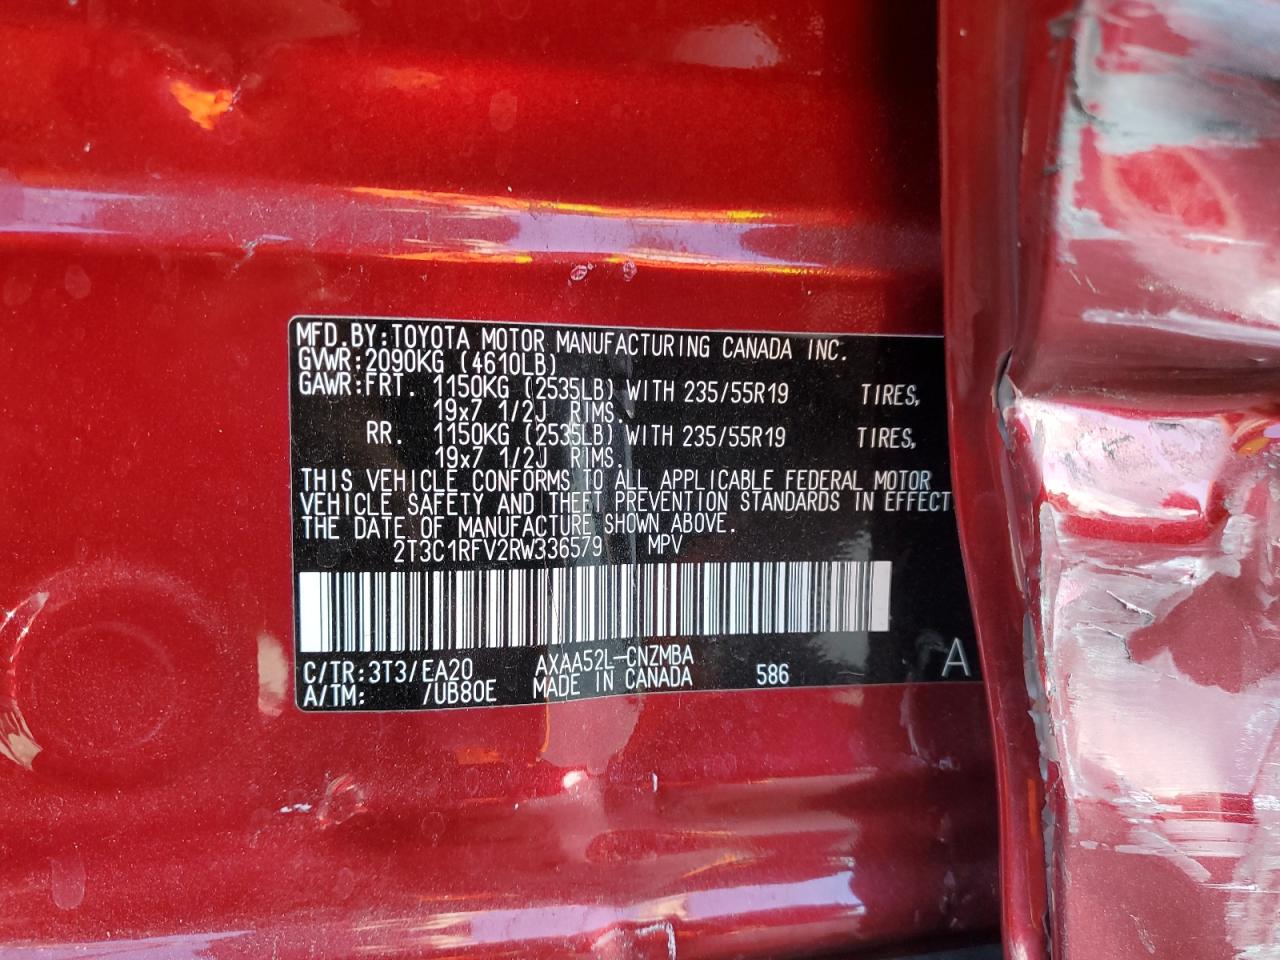 MFD.BY:TOYOTA MOTOR MANUFACTURING CANADA INC.
GVWR:2090KG (4610LB)
GAWR:FRT. 1150KG (2535LB) WITH 235/55R19 TIRES,
19x7 1/2J RIMS.
RR. 1150KG (2535LB) WITH 235/55R19 TIRES,
19x7 1/2J RIMS.
THIS VEHICLE CONFORMS TO ALL APPLICABLE FEDERAL MOTOR
VEHICLE SAFETY AND THEFT PREVENTION STANDARDS IN EFFECT
THE DATE OF MANUFACTURE SHOWN ABOVE.
2T3C1RFV2RW336579 MPV
C/TR:3T3/EA20 AXAA52L-CNZMBA
A/TM: /UB80E MADE IN CANADA 586 A